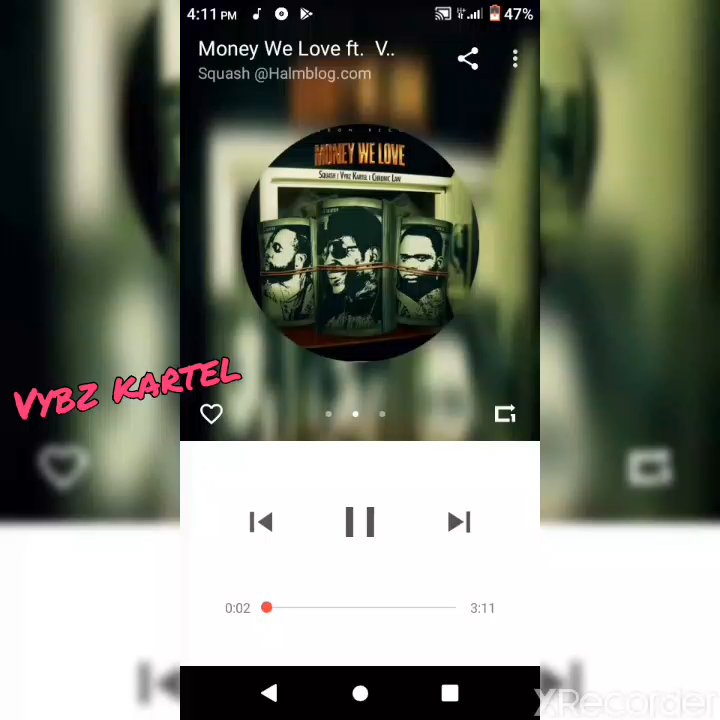 4:11 PM 47%
Money We Love ft. V..
Squash @Halmblog.com
MONEY WE LOVE
SQUASH | VYBZ KARTEL | CHRONIC LAW
VYBZ KARTEL
0:02 3:11
XRecorder